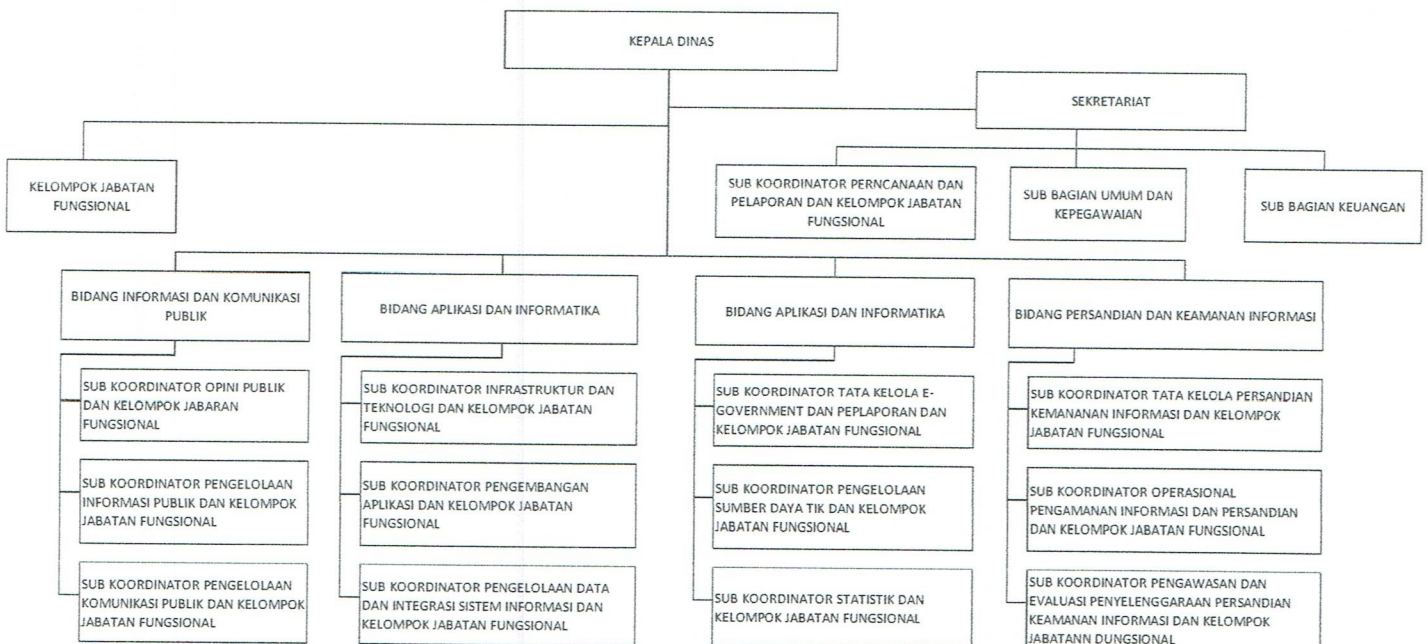 KEPALA DINAS
SEKRETARIAT
KELOMPOK JABATAN
FUNGSIONAL
SUB KOORDINATOR PERNCANAAN DAN
PELAPORAN DAN KELOMPOK JABATAN
FUNGSIONAL
SUB BAGIAN UMUM DAN
KEPEGAWAIAN
SUB BAGIAN KEUANGAN
BIDANG INFORMASI DAN KOMUNIKASI
PUBLIK
BIDANG APLIKASI DAN INFORMATIKA
BIDANG APLIKASI DAN INFORMATIKA
BIDANG PERSANDIAN DAN KEAMANAN INFORMASI
SUB KOORDINATOR OPINI PUBLIK
DAN KELOMPOK JABARAN
FUNGSIONAL
SUB KOORDINATOR INFRASTRUKTUR DAN
TEKNOLOGI DAN KELOMPOK JABATAN
FUNGSIONAL
SUB KOORDINATOR TATA KELOLA E-
GOVERNMENT DAN PEPLAPORAN DAN
KELOMPOK JABATAN FUNGSIONAL
SUB KOORDINATOR TATA KELOLA PERSANDIAN
KEMANANAN INFORMASI DAN KELOMPOK
JABATAN FUNGSIONAL
SUB KOORDINATOR PENGELOLAAN
INFORMASI PUBLIK DAN KELOMPOK
JABATAN FUNGSIONAL
SUB KOORDINATOR PENGEMBANGAN
APLIKASI DAN KELOMPOK JABATAN
FUNGSIONAL
SUB KOORDINATOR PENGELOLAAN
SUMBER DAYA TIK DAN KELOMPOK
JABATAN FUNGSIONAL
SUB KOORDINATOR OPERASIONAL
PENGAMANAN INFORMASI DAN PERSANDIAN
DAN KELOMPOK JABATAN FUNGSIONAL
SUB KOORDINATOR PENGELOLAAN
KOMUNIKASI PUBLIK DAN KELOMPOK
JABATAN FUNGSIONAL
SUB KOORDINATOR PENGELOLAAN DATA
DAN INTEGRASI SISTEM INFORMASI DAN
KELOMPOK JABATAN FUNGSIONAL
SUB KOORDINATOR STATISTIK DAN
KELOMPOK JABATAN FUNGSIONAL
SUB KOORDINATOR PENGAWASAN DAN
EVALUASI PENYELENGGARAAN PERSANDIAN
KEAMANAN INFORMASI DAN KELOMPOK
JABATANN DUNGSIONAL